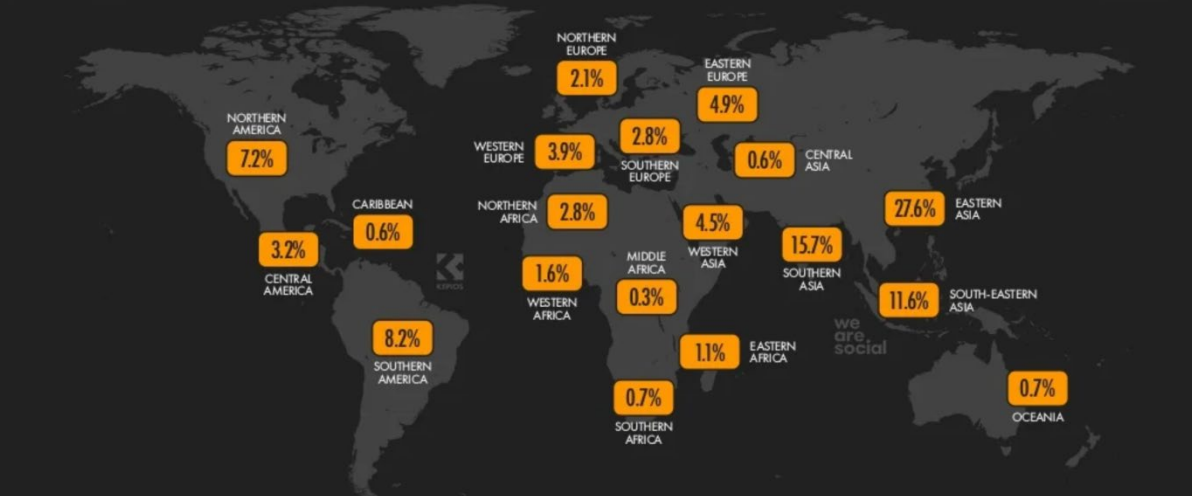 NORTHERN
EUROPE
2.1%
EASTERN
EUROPE
4.9%
NORTHERN
AMERICA
7.2%
WESTERN
EUROPE
3.9%
2.8%
SOUTHERN
EUROPE
0.6%
CENTRAL
ASIA
CARIBBEAN
0.6%
NORTHERN
AFRICA
2.8%
4.5%
WESTERN
ASIA
27.6%
EASTERN
ASIA
3.2%
CENTRAL
AMERICA
15.7%
SOUTHERN
ASIA
KEPIOS
1.6%
WESTERN
AFRICA
MIDDLE
AFRICA
0.3%
11.6%
SOUTH-EASTERN
ASIA
8.2%
SOUTHERN
AMERICA
1.1%
EASTERN
AFRICA
we
are
social
0.7%
SOUTHERN
AFRICA
0.7%
OCEANIA